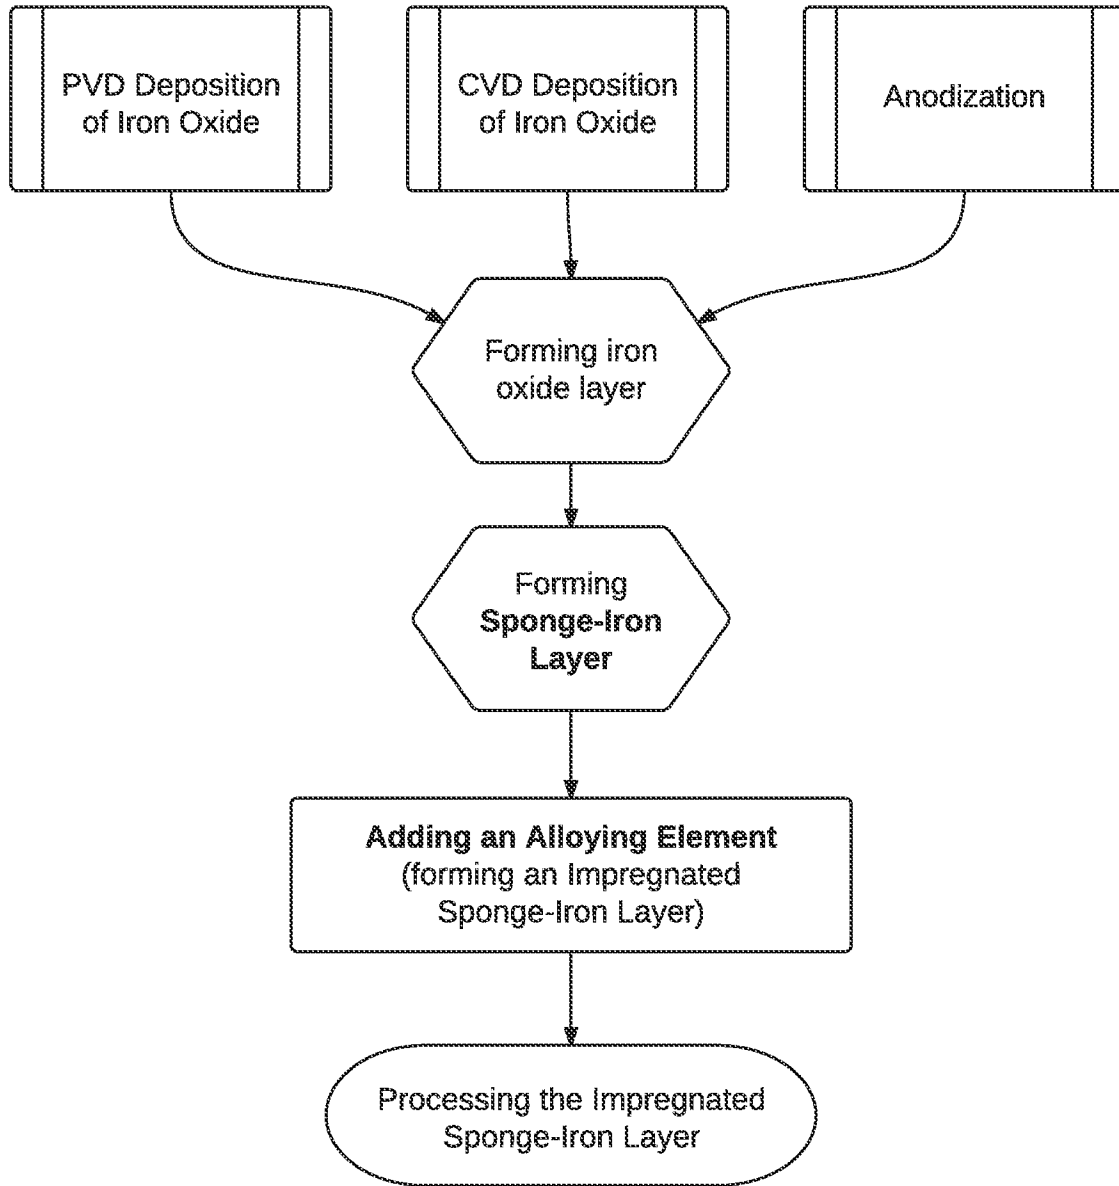 PVD Deposition
of Iron Oxide
CVD Deposition
of Iron Oxide
Anodization
Forming iron
oxide layer
Forming
Sponge-Iron
Layer
Adding an Alloying Element
(forming an Impregnated
Sponge-Iron Layer)
Processing the Impregnated
Sponge-Iron Layer